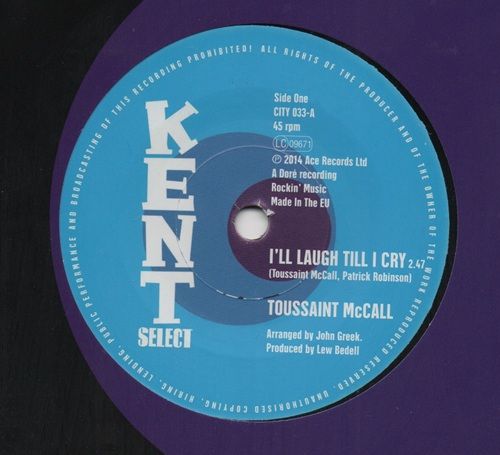 LENDING, PUBLIC PERFORMANCE AND BROADCASTING OF THIS RECORDING PROHIBITED! ALL RIGHTS OF THE PRODUCER AND OF THE OWNER OF THE WORK REPRODUCED RESERVED. UNAUTHORISED COPYING, HIRING,
KENT
SELECT
Side One
CITY 033-A
45 rpm
LC 09671
℗ 2014 Ace Records Ltd
A Doré recording
Rockin' Music
Made In The EU
I'LL LAUGH TILL I CRY 2.47
(Toussaint McCall, Patrick Robinson)
TOUSSAINT McCALL
Arranged by John Greek.
Produced by Lew Bedell